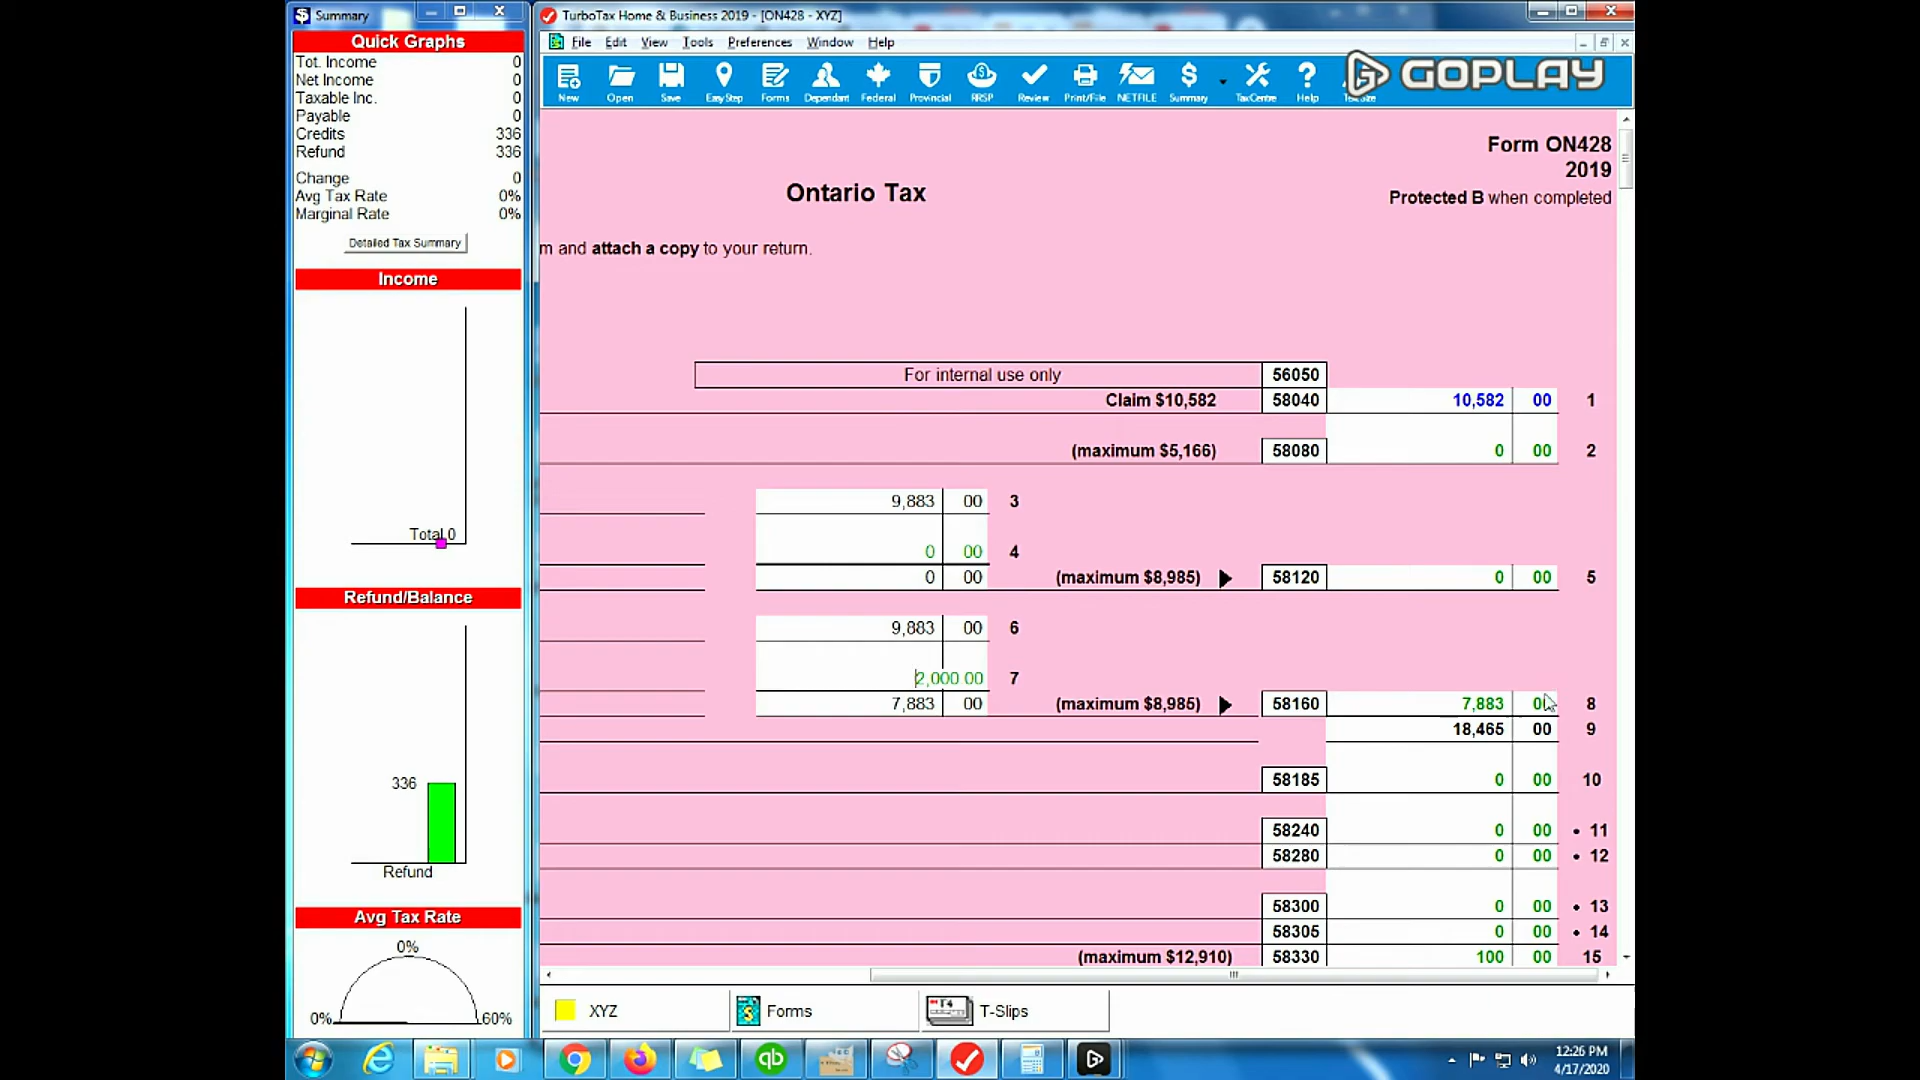 Summary
Quick Graphs
Tot. Income 0
Net Income 0
Taxable Inc. 0
Payable 0
Credits 336
Refund 336
Change 0
Avg Tax Rate 0%
Marginal Rate 0%
Detailed Tax Summary
Income
Total 0
Refund/Balance
336
Refund
Avg Tax Rate
0%
0% 60%
TurboTax Home & Business 2019 - [ON428 - XYZ]
File Edit View Tools Preferences Window Help
New Open Save EasyStep Forms Dependant Federal Provincial RRSP Review Print/File NETFILE Summary TaxCentre Help
GOPLAY
Form ON428
2019
Protected B when completed
Ontario Tax
m and attach a copy to your return.
For internal use only 56050
Claim $10,582 58040 10,582 00 1
(maximum $5,166) 58080 0 00 2
9,883 00 3
0 00 4
0 00 (maximum $8,985) 58120 0 00 5
9,883 00 6
2,000.00 7
7,883 00 (maximum $8,985) 58160 7,883 00 8
18,465 00 9
58185 0 00 10
58240 0 00 • 11
58280 0 00 • 12
58300 0 00 • 13
58305 0 00 • 14
(maximum $12,910) 58330 100 00 15
XYZ Forms T4 T-Slips
qb
12:26 PM
4/17/2020